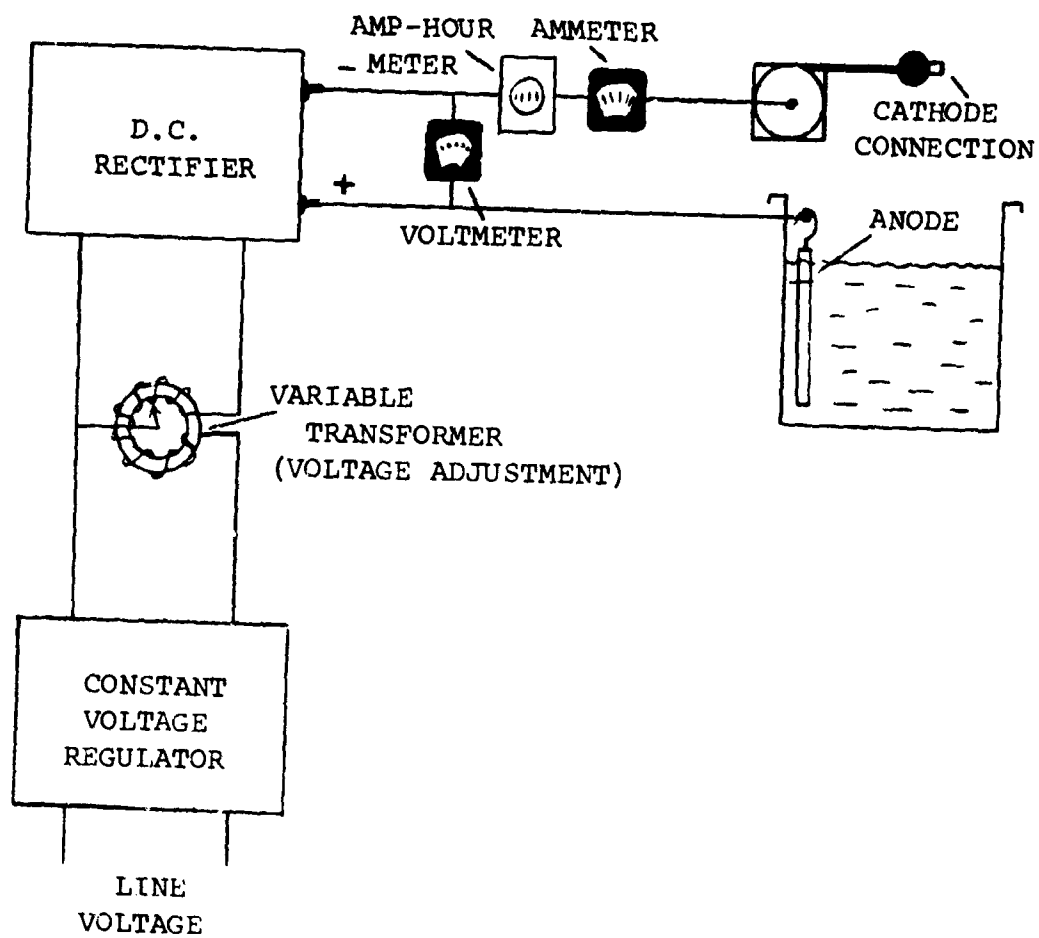 AMP-HOUR
METER
AMMETER
-
D.C.
RECTIFIER
CATHODE
CONNECTION
+
VOLTMETER
ANODE
VARIABLE
TRANSFORMER
(VOLTAGE ADJUSTMENT)
CONSTANT
VOLTAGE
REGULATOR
LINE
VOLTAGE